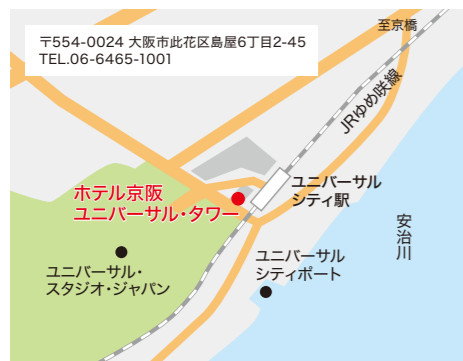 〒554-0024 大阪市此花区島屋6丁目2-45
TEL.06-6465-1001
至京橋
JRゆめ咲線
ホテル京阪
ユニバーサル・タワー
ユニバーサル
シティ駅
安治川
ユニバーサル・
スタジオ・ジャパン
ユニバーサル
シティポート